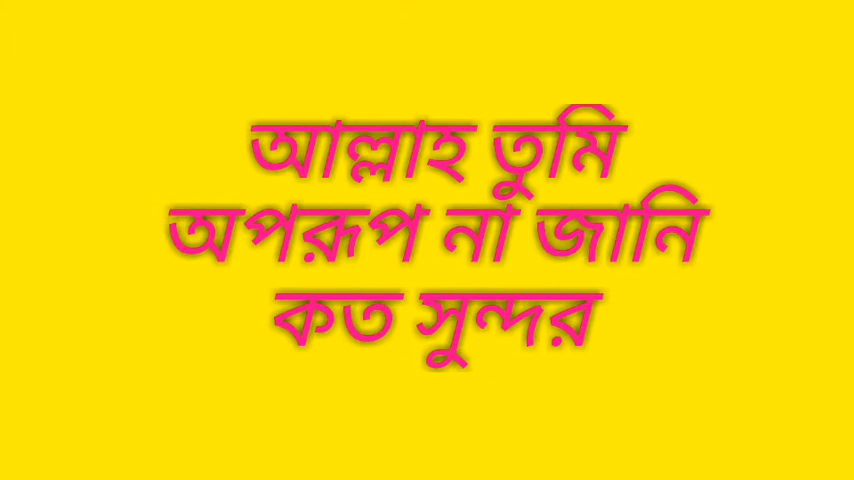 আল্লাহ তুমি
অপরূপ না জানি
কত সুন্দর